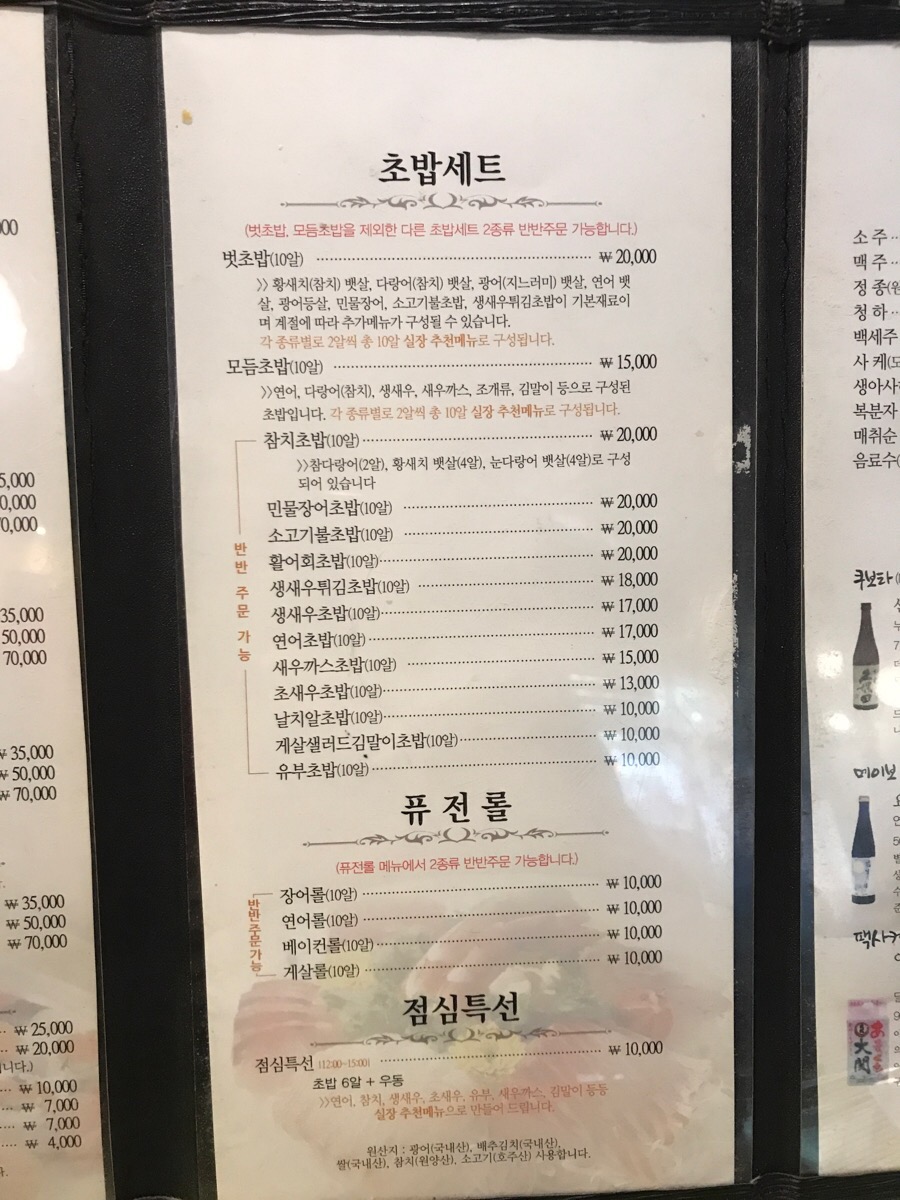 초밥세트
(벗초밥, 모듬초밥을 제외한 다른 초밥세트 2종류 반반주문 가능합니다.)
벗초밥(10알) ₩ 20,000
>> 황새치(참치) 뱃살, 다랑어(참치) 뱃살, 광어(지느러미) 뱃살, 연어 뱃
살, 광어등살, 민물장어, 소고기불초밥, 생새우튀김초밥이 기본재료이
며 계절에 따라 추가메뉴가 구성될 수 있습니다.
각 종류별로 2알씩 총 10알 실장 추천메뉴로 구성됩니다.
모듬초밥(10알) ₩ 15,000
>>연어, 다랑어(참치), 생새우, 새우까스, 조개류, 김말이 등으로 구성된
초밥입니다. 각 종류별로 2알씩 총 10알 실장 추천메뉴로 구성됩니다.
참치초밥(10알) ₩ 20,000
>>참다랑어(2알), 황새치 뱃살(4알), 눈다랑어 뱃살(4알)로 구성
되어 있습니다
민물장어초밥(10알) ₩ 20,000
소고기불초밥(10알) ₩ 20,000
활어회초밥(10알) ₩ 20,000
생새우튀김초밥(10알) ₩ 18,000
생새우초밥(10알) ₩ 17,000
연어초밥(10알) ₩ 17,000
새우까스초밥(10알) ₩ 15,000
초새우초밥(10알) ₩ 13,000
날치알초밥(10알) ₩ 10,000
게살샐러드김말이초밥(10알) ₩ 10,000
유부초밥(10알) ₩ 10,000
반반 주문 가능
퓨전롤
(퓨전롤 메뉴에서 2종류 반반주문 가능합니다.)
장어롤(10알) ₩ 10,000
연어롤(10알) ₩ 10,000
베이컨롤(10알) ₩ 10,000
게살롤(10알) ₩ 10,000
반반주문가능
점심특선
점심특선 (12:00~15:00) ₩ 10,000
초밥 6알 + 우동
>>연어, 참치, 생새우, 초새우, 유부, 새우까스, 김말이 등등
실장 추천메뉴으로 만들어 드립니다.
원산지 : 광어(국내산), 배추김치(국내산),
쌀(국내산), 참치(원양산), 소고기(호주산) 사용합니다.
35,000
50,000
70,000
₩ 35,000
₩ 50,000
₩ 70,000
₩ 35,000
₩ 50,000
₩ 70,000
₩ 25,000
₩ 20,000
₩ 10,000
₩ 7,000
₩ 7,000
₩ 4,000
소 주
맥 주
정 종
청 하
백세주
사 케
생아사
복분자
매취순
음료수
쿠보타
메이보
팩사케